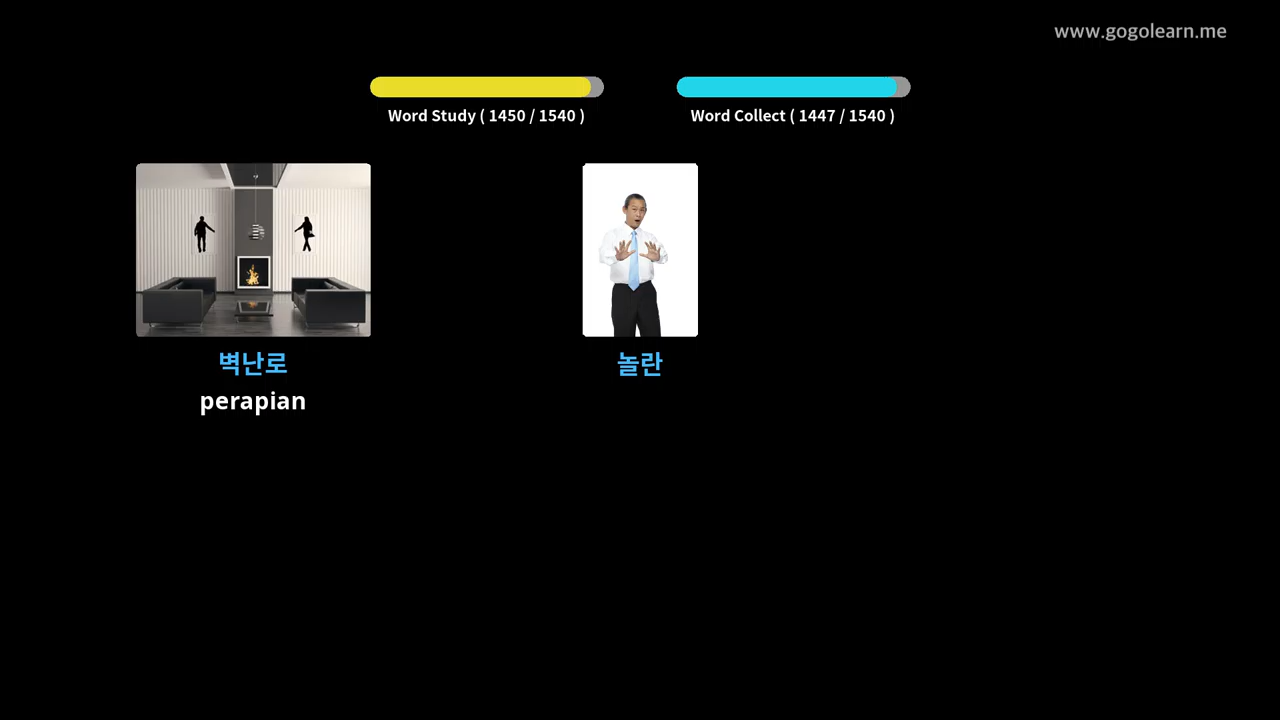 www.gogolearn.me
Word Study ( 1450 / 1540 )
Word Collect ( 1447 / 1540 )
벽난로
perapian
놀란